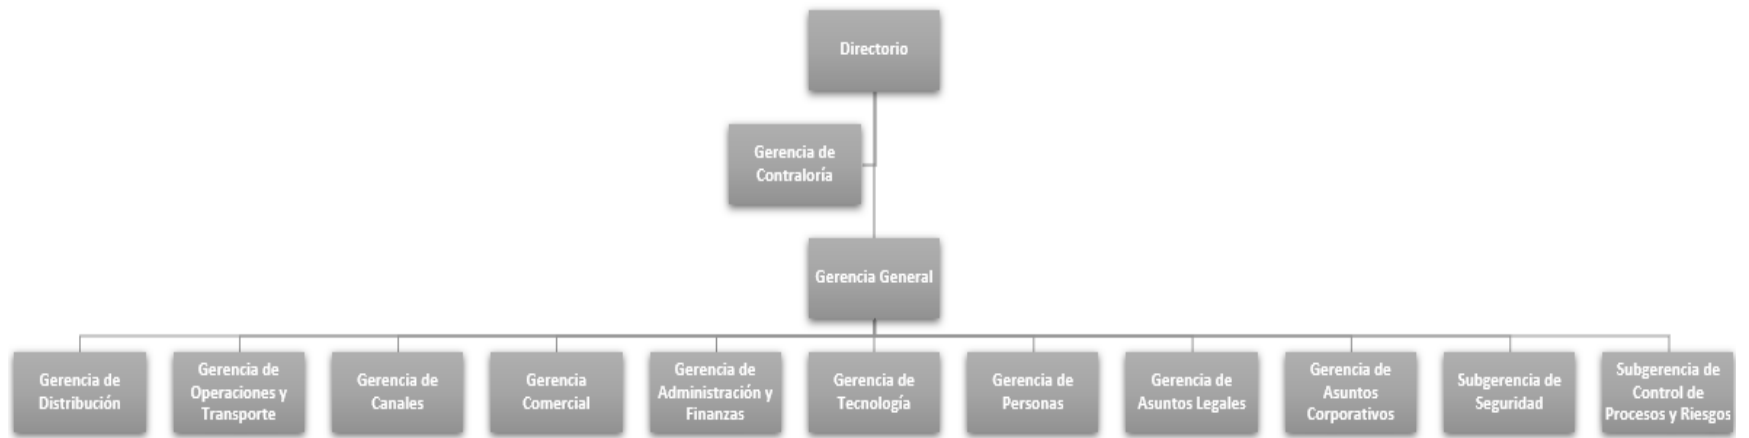 Directorio
Gerencia de
Contraloría
Gerencia General
Gerencia de
Distribución
Gerencia de
Operaciones y
Transporte
Gerencia de
Canales
Gerencia
Comercial
Gerencia de
Administración y
Finanzas
Gerencia de
Tecnología
Gerencia de
Personas
Gerencia de
Asuntos Legales
Gerencia de
Asuntos
Corporativos
Subgerencia de
Seguridad
Subgerencia de
Control de
Procesos y Riesgos